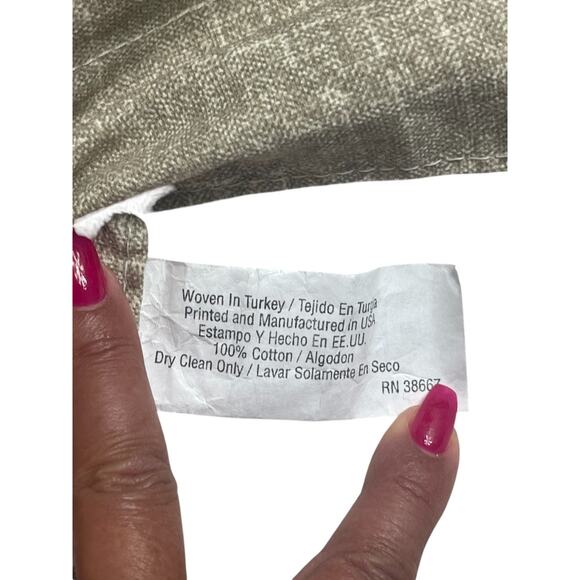 Woven In Turkey / Tejido En Turquía
Printed and Manufactured in USA
Estampo Y Hecho En EE.UU.
100% Cotton / Algodon
Dry Clean Only / Lavar Solamente En Seco
RN 38667